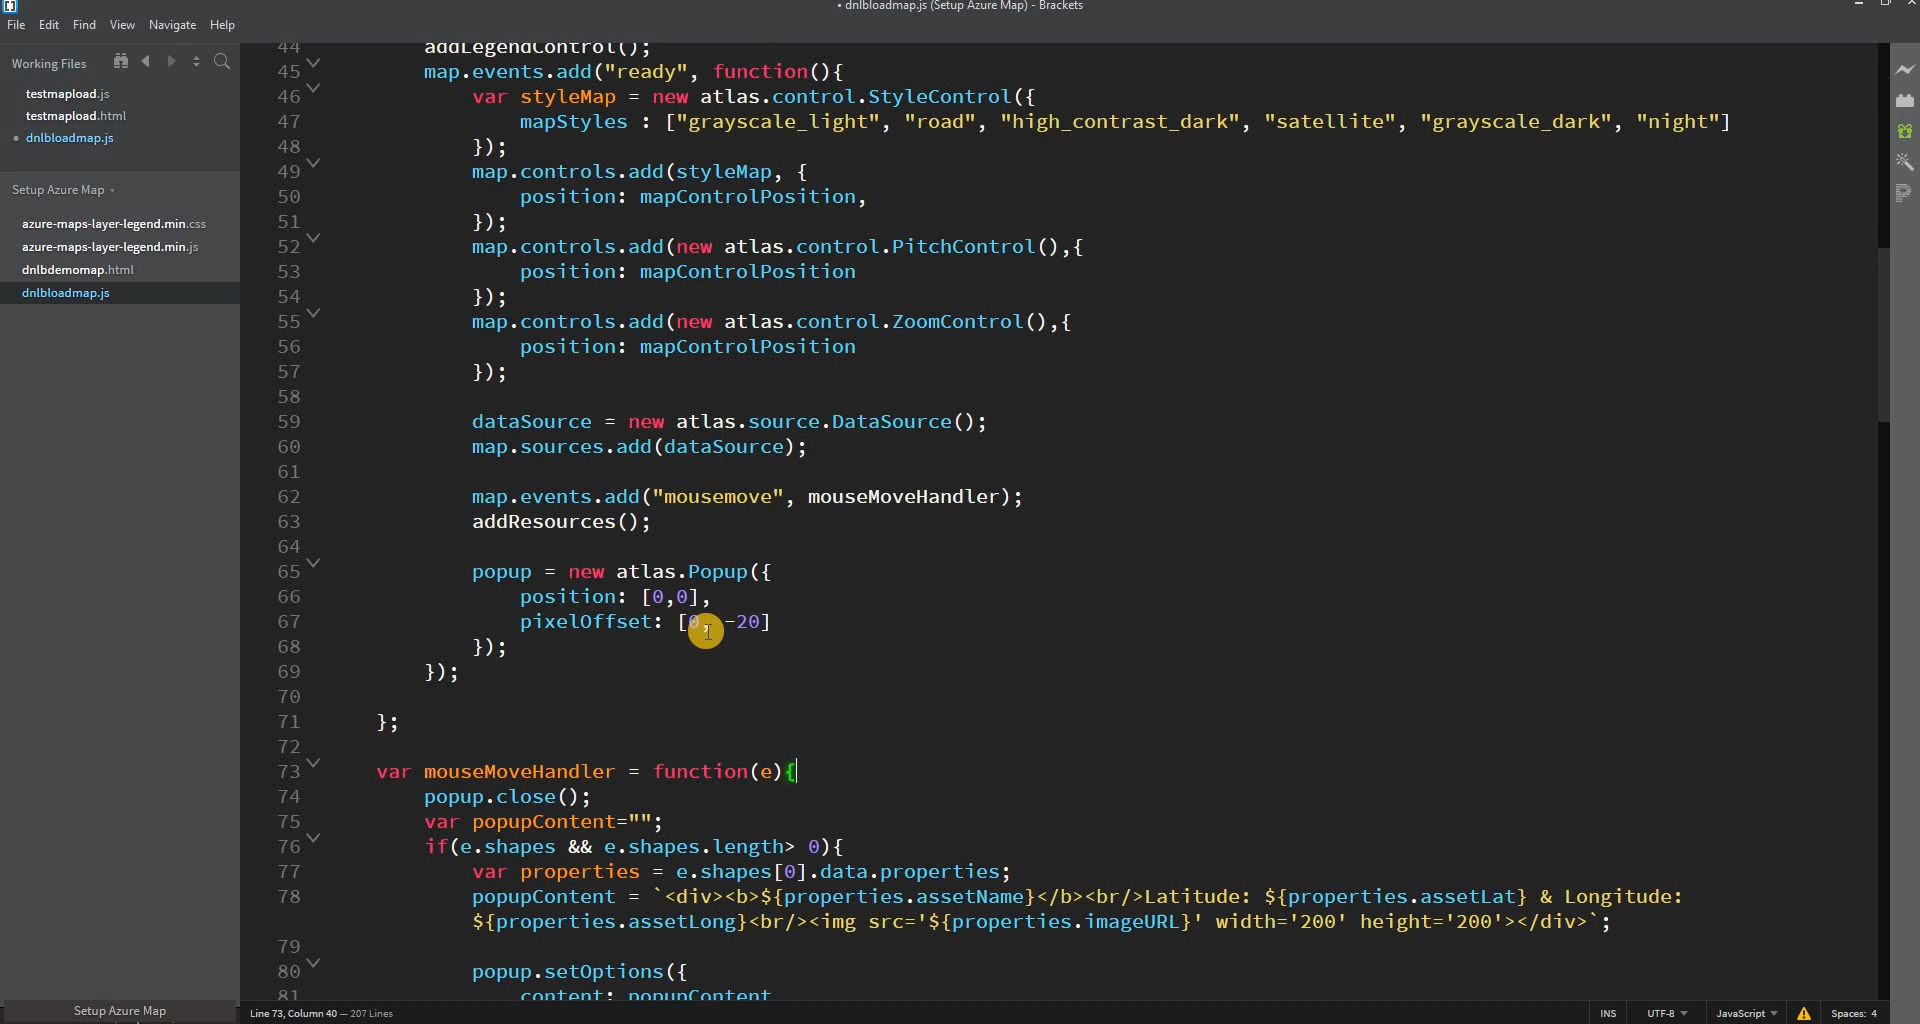 • dnlbloadmap.js (Setup Azure Map) - Brackets
File Edit Find View Navigate Help
Working Files
testmapload.js
testmapload.html
• dnlbloadmap.js
Setup Azure Map
azure-maps-layer-legend.min.css
azure-maps-layer-legend.min.js
dnlbdemomap.html
dnlbloadmap.js
Setup Azure Map
44 addLegendControl();
45 map.events.add("ready", function(){
46 var styleMap = new atlas.control.StyleControl({
47 mapStyles : ["grayscale_light", "road", "high_contrast_dark", "satellite", "grayscale_dark", "night"]
48 });
49 map.controls.add(styleMap, {
50 position: mapControlPosition,
51 });
52 map.controls.add(new atlas.control.PitchControl(),{
53 position: mapControlPosition
54 });
55 map.controls.add(new atlas.control.ZoomControl(),{
56 position: mapControlPosition
57 });
58
59 dataSource = new atlas.source.DataSource();
60 map.sources.add(dataSource);
61
62 map.events.add("mousemove", mouseMoveHandler);
63 addResources();
64
65 popup = new atlas.Popup({
66 position: [0,0],
67 pixelOffset: [0, -20]
68 });
69 });
70
71 };
72
73 var mouseMoveHandler = function(e){
74 popup.close();
75 var popupContent="";
76 if(e.shapes && e.shapes.length> 0){
77 var properties = e.shapes[0].data.properties;
78 popupContent = `<div><b>${properties.assetName}</b><br/>Latitude: ${properties.assetLat} & Longitude:
${properties.assetLong}<br/><img src='${properties.imageURL}' width='200' height='200'></div>`;
79
80 popup.setOptions({
81 content: popupContent
Line 73, Column 40 — 207 Lines
INS UTF-8 JavaScript Spaces: 4